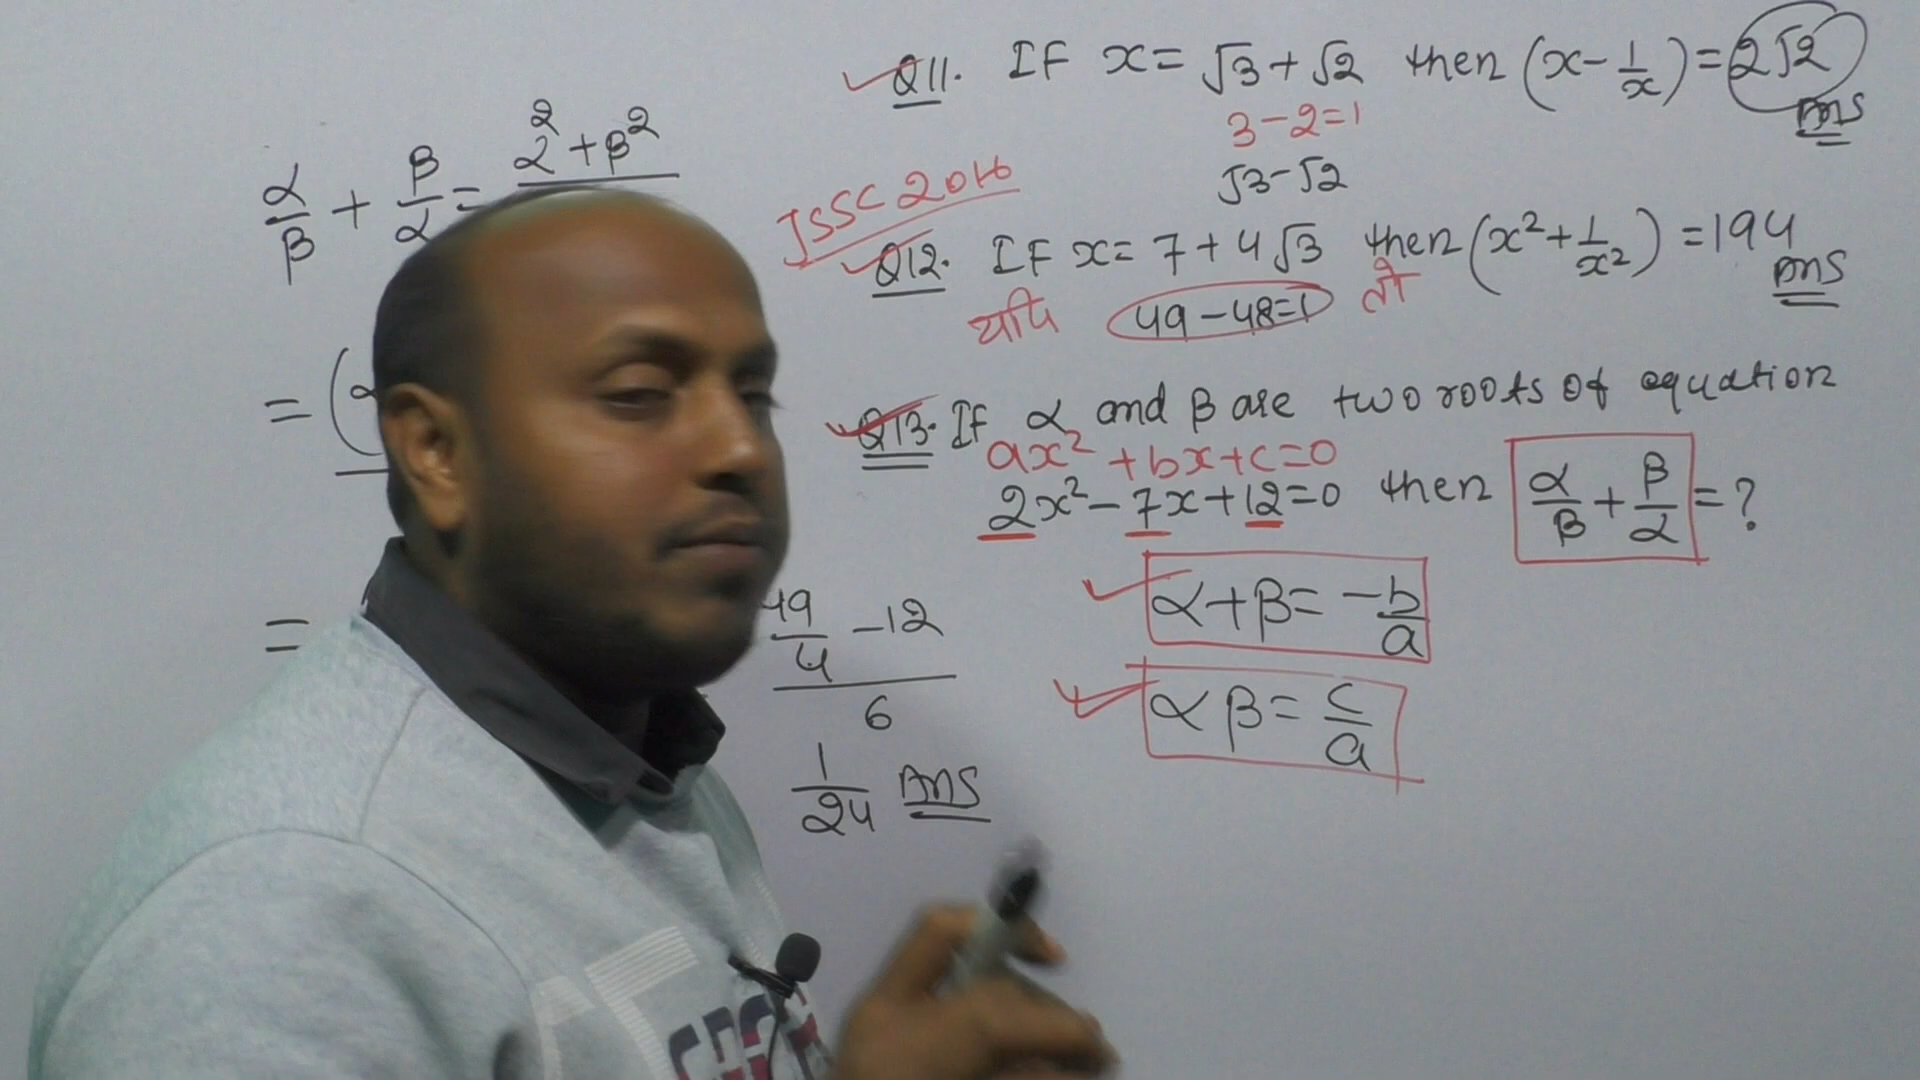 Q11. IF x = √3 + √2 then (x - 1/x) = 2√2
Ans
3 - 2 = 1
√3 - √2
JSSC 2016
Q12. IF x = 7 + 4√3 then (x² + 1/x²) = 194
Ans
यदि 49 - 48 = 1 तो
Q13. If α and β are two roots of equation
ax² + bx + c = 0
2x² - 7x + 12 = 0 then α/β + β/α = ?
α + β = -b/a
αβ = c/a
α/β + β/α = α² + β²
= (α
=
49/4 - 12
6
1/24 Ans